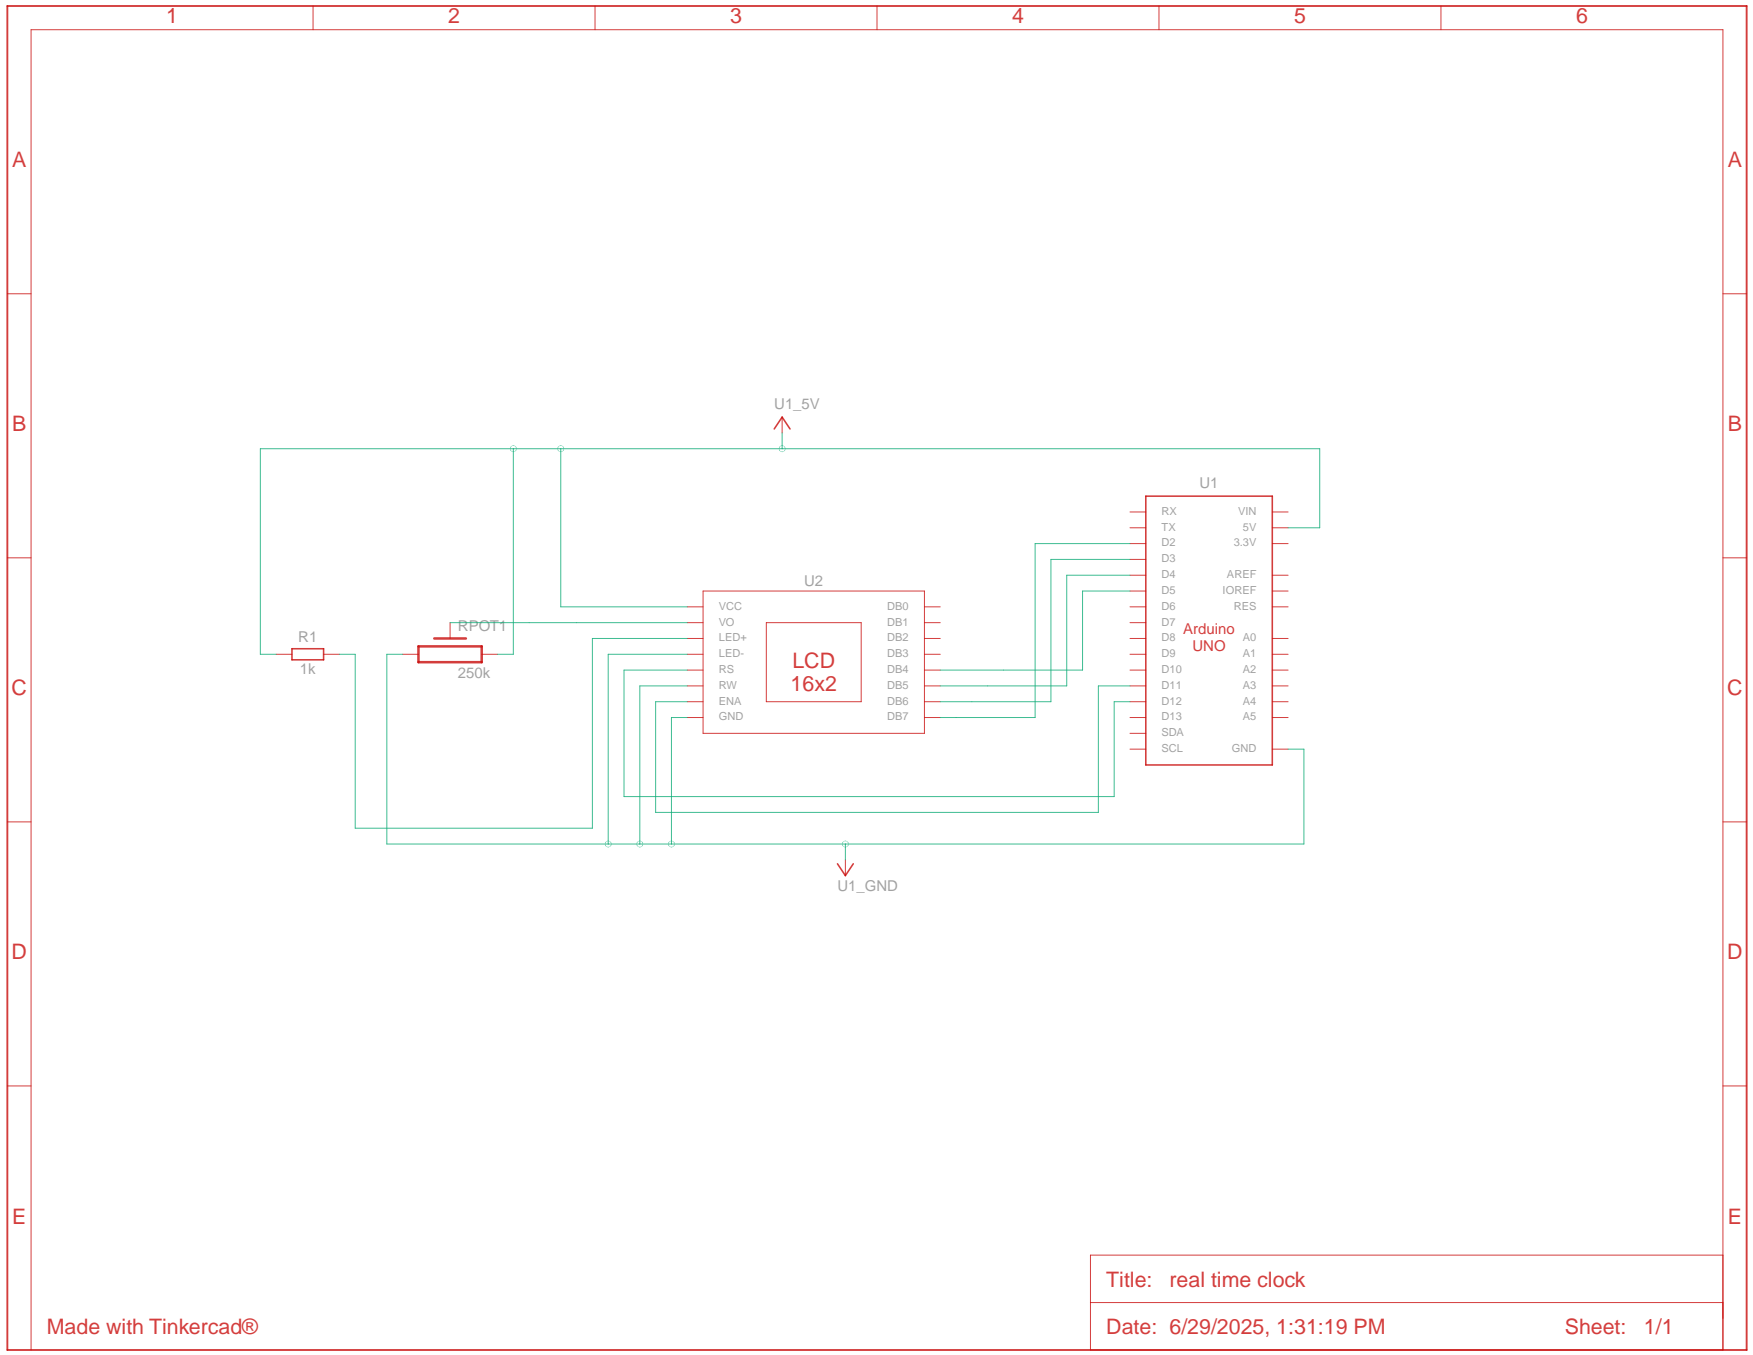 1 2 3 4 5 6
A A
B B
U1_5V
U1
RX VIN
TX 5V
D2 3.3V
D3
D4 AREF
D5 IOREF
D6 RES
D7
D8 A0
D9 A1
D10 A2
D11 A3
D12 A4
D13 A5
SDA
SCL GND
Arduino
UNO
U2
VCC DB0
VO DB1
LED+ DB2
LED- DB3
RS DB4
RW DB5
ENA DB6
GND DB7
LCD
16x2
R1
1k
RPOT1
250k
C C
U1_GND
D D
E E
Title: real time clock
Made with Tinkercad®
Date: 6/29/2025, 1:31:19 PM Sheet: 1/1